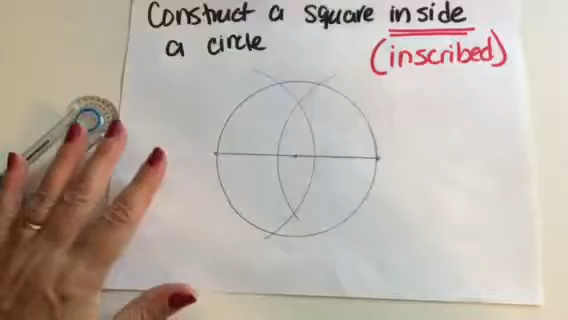 Construct a square inside
a circle
(inscribed)